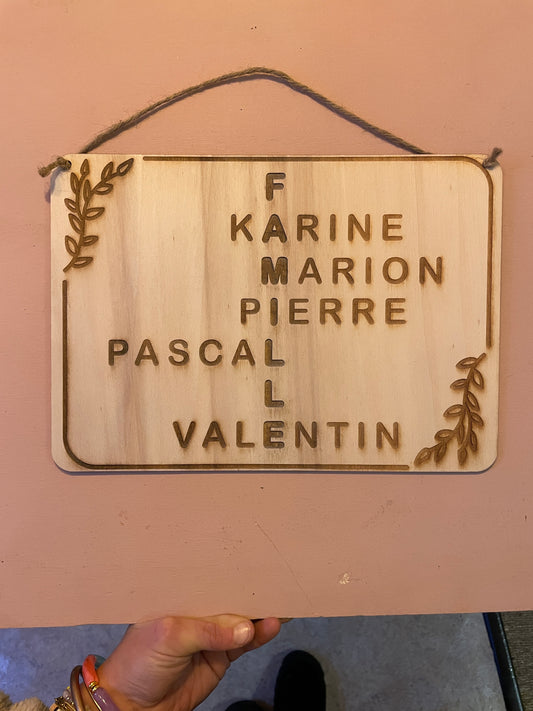 F
KARINE
MARION
PIERRE
PASCAL
L
VALENTIN